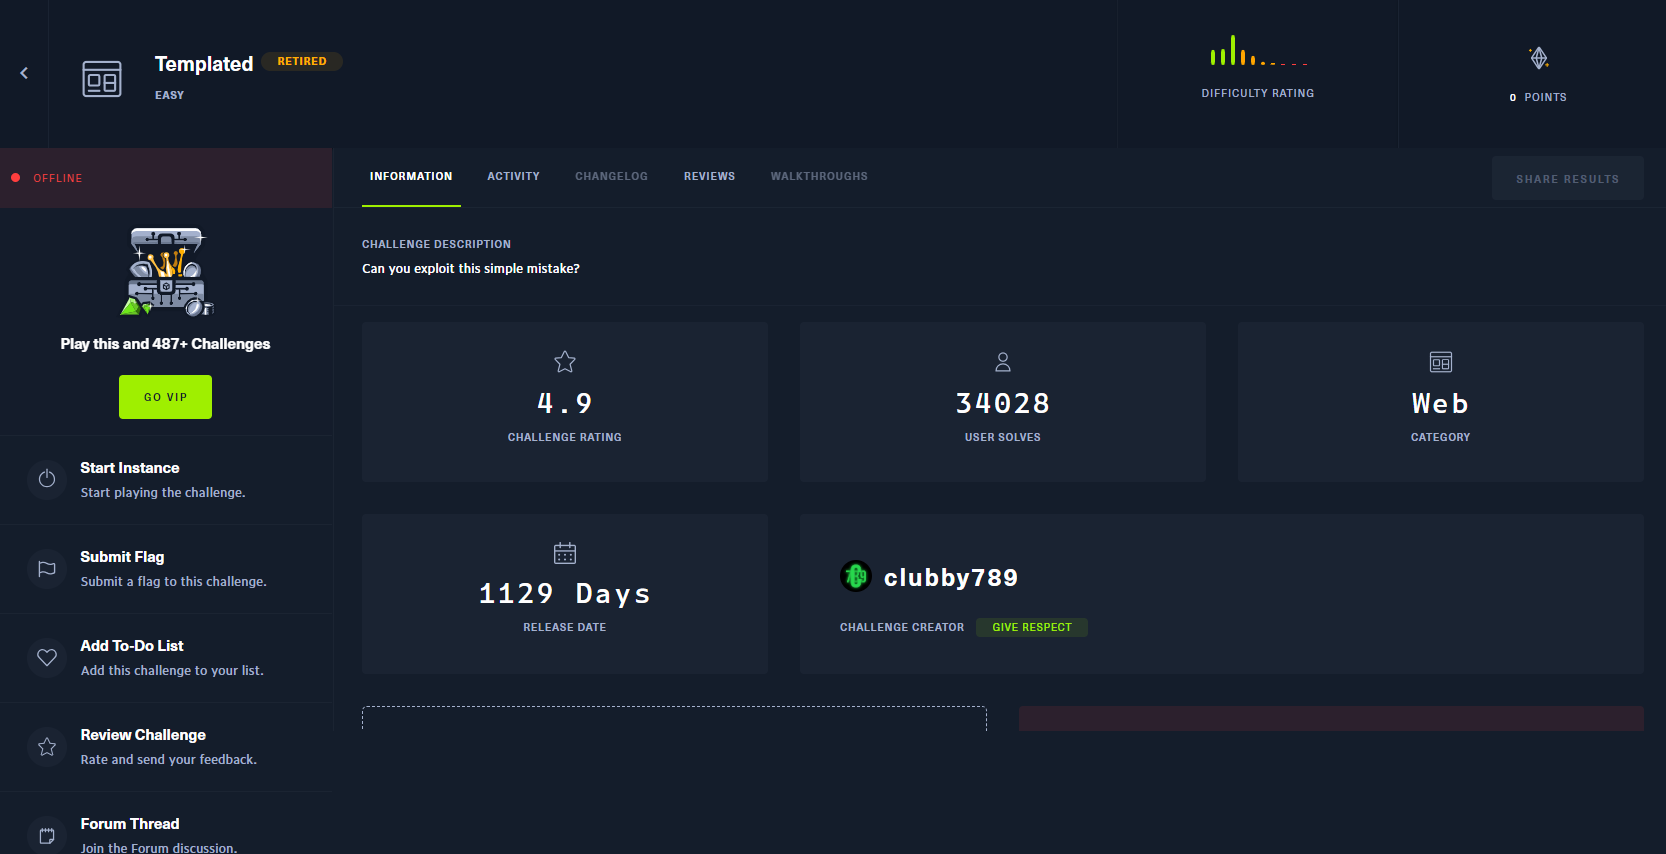 Templated RETIRED
EASY
DIFFICULTY RATING
0 POINTS
OFFLINE
Play this and 487+ Challenges
GO VIP
Start Instance
Start playing the challenge.
Submit Flag
Submit a flag to this challenge.
Add To-Do List
Add this challenge to your list.
Review Challenge
Rate and send your feedback.
Forum Thread
Join the Forum discussion.
INFORMATION ACTIVITY CHANGELOG REVIEWS WALKTHROUGHS
SHARE RESULTS
CHALLENGE DESCRIPTION
Can you exploit this simple mistake?
4.9
CHALLENGE RATING
34028
USER SOLVES
Web
CATEGORY
1129 Days
RELEASE DATE
clubby789
CHALLENGE CREATOR GIVE RESPECT